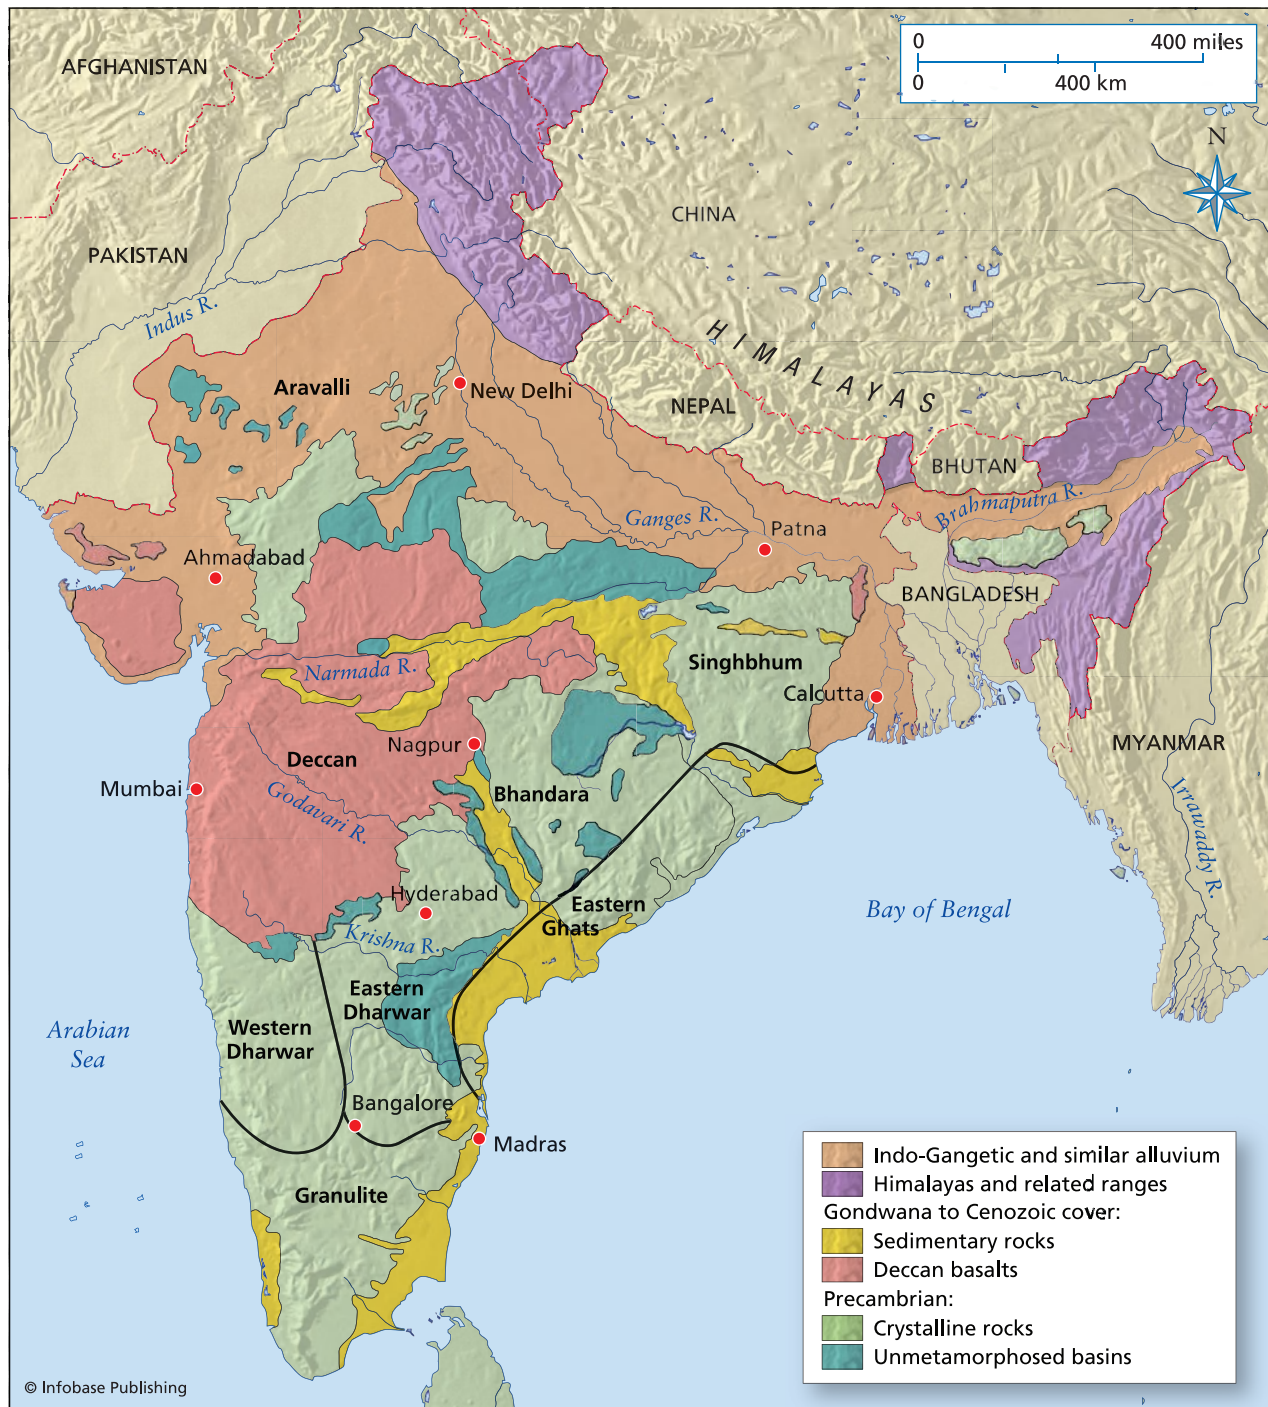 0 400 miles
0 400 km
N
AFGHANISTAN
CHINA
PAKISTAN
Indus R.
HIMALAYAS
Aravalli
New Delhi
NEPAL
BHUTAN
Brahmaputra R.
Ganges R.
Patna
Ahmadabad
BANGLADESH
Narmada R.
Singhbhum
Calcutta
Nagpur
MYANMAR
Deccan
Mumbai
Bhandara
Godavari R.
Irrawaddy R.
Hyderabad
Eastern
Ghats
Bay of Bengal
Krishna R.
Eastern
Dharwar
Arabian
Sea
Western
Dharwar
Bangalore
Madras
Granulite
Indo-Gangetic and similar alluvium
Himalayas and related ranges
Gondwana to Cenozoic cover:
Sedimentary rocks
Deccan basalts
Precambrian:
Crystalline rocks
Unmetamorphosed basins
© Infobase Publishing